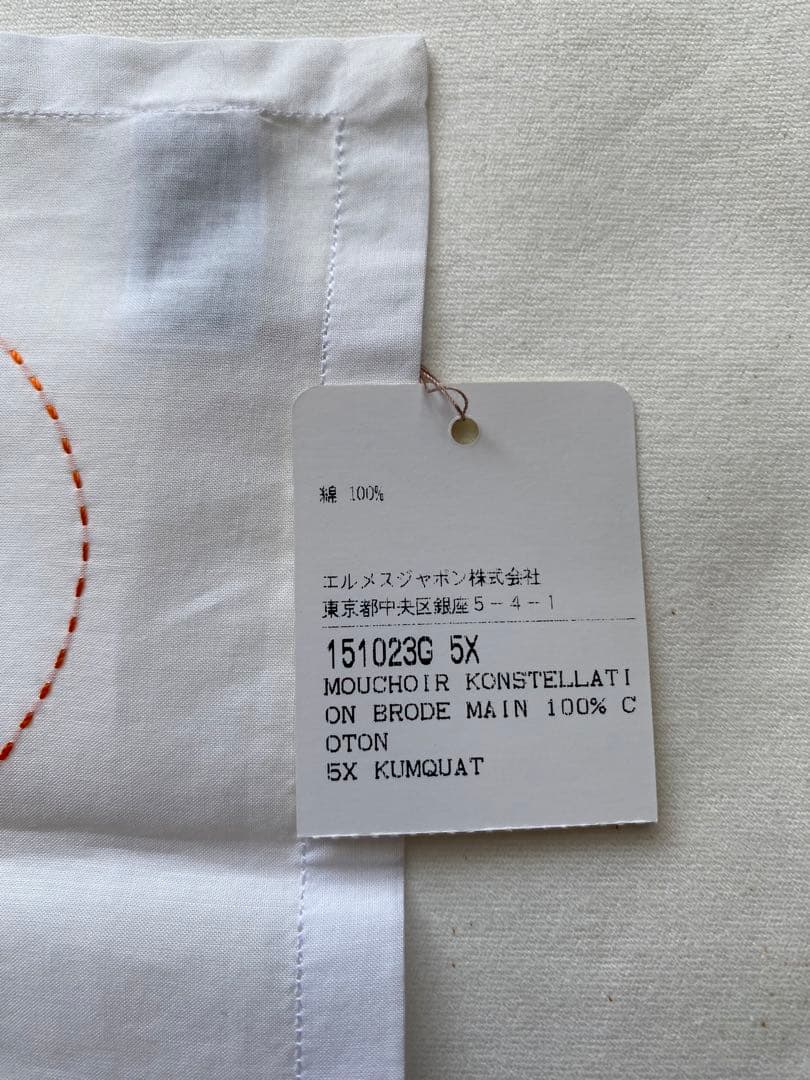 綿 100%
エルメスジャポン株式会社
東京都中央区銀座5-4-1
151023G 5X
MOUCHOIR KONSTELLATI
ON BRODE MAIN 100% C
OTON
5X KUMQUAT